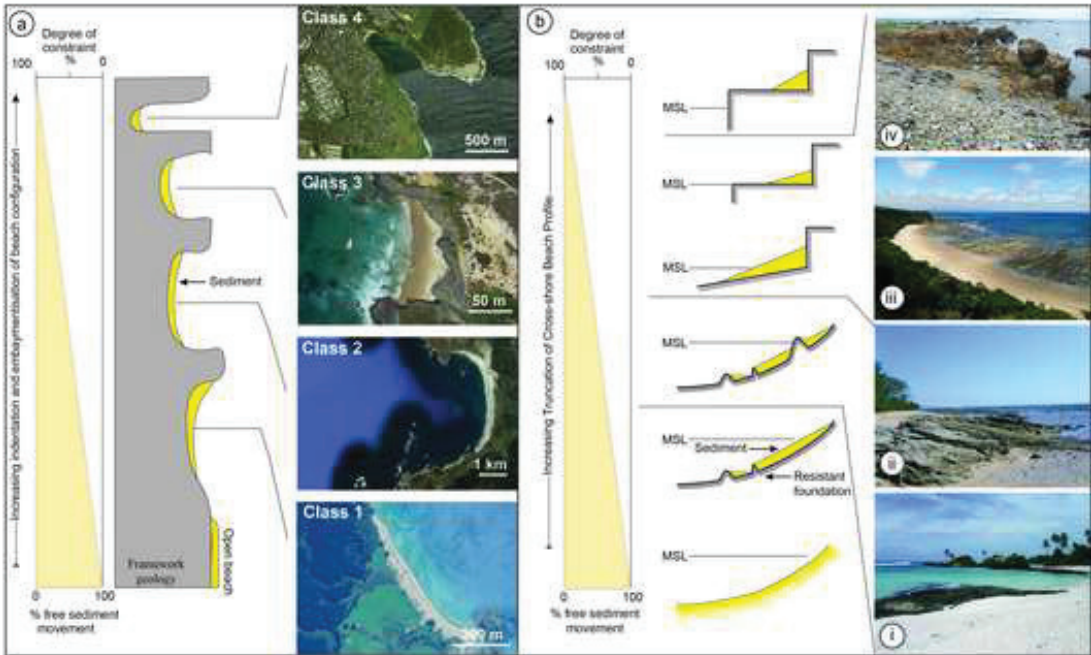 a
Degree of
constraint
%
100
0
Increasing indentation and embaymentisation of beach configuration
Sediment
Framework
geology
Open beach
0
100
% free sediment
movement
Class 4
500 m
Class 3
50 m
Class 2
1 km
Class 1
b
Degree of
constraint
%
100
0
Increasing Truncation of Cross-shore Beach Profile
0
100
% free sediment
movement
MSL
MSL
MSL
MSL
MSL
Sediment
Resistant
foundation
MSL
iv
iii
ii
i